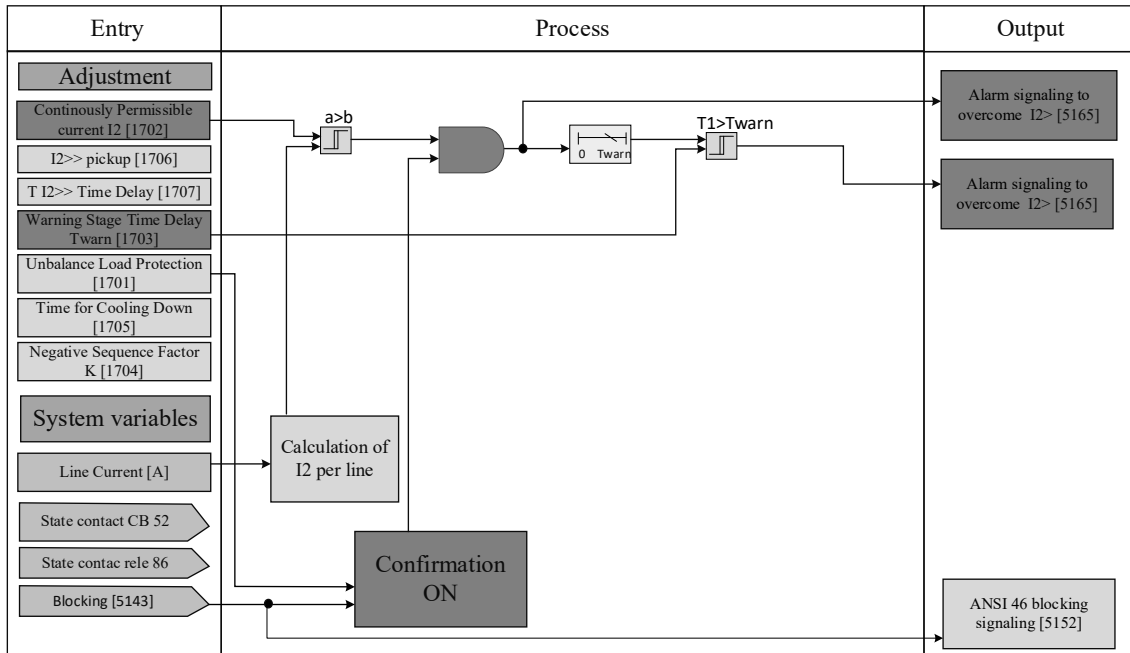 Entry
Process
Output
Adjustment
Continously Permissible
current I2 [1702]
I2>> pickup [1706]
T I2>> Time Delay [1707]
Warning Stage Time Delay
Twarn [1703]
Unbalance Load Protection
[1701]
Time for Cooling Down
[1705]
Negative Sequence Factor
K [1704]
System variables
Line Current [A]
State contact CB 52
State contac rele 86
Blocking [5143]
a>b
0 Twarn
T1>Twarn
Calculation of
I2 per line
Confirmation
ON
Alarm signaling to
overcome I2> [5165]
Alarm signaling to
overcome I2> [5165]
ANSI 46 blocking
signaling [5152]